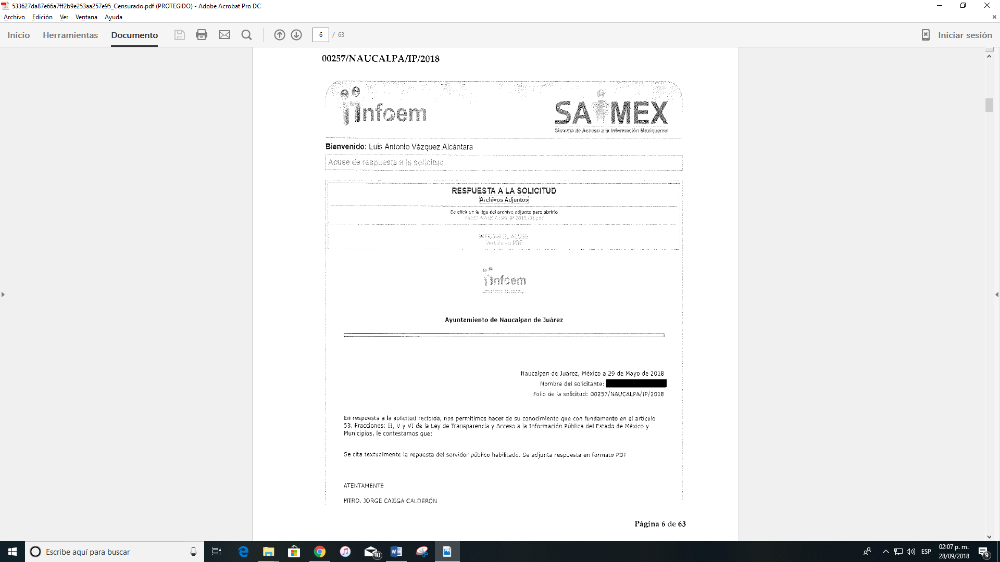 533627da87e66a7ff2b9e253aa257e95_Censurado.pdf (PROTEGIDO) - Adobe Acrobat Pro DC
Archivo Edición Ver Ventana Ayuda
Inicio Herramientas Documento 6 / 63 Iniciar sesión
00257/NAUCALPA/IP/2018
infoem
SAIMEX
Sistema de Acceso a la Información Mexiquense
Bienvenido: Luis Antonio Vázquez Alcántara
Acuse de respuesta a la solicitud
RESPUESTA A LA SOLICITUD
Archivos Adjuntos
De click en la liga del archivo adjunto para abrirlo
00257 NAUCALPA IP 2018 (2).pdf
IMPRIMIR EL ACUSE
Versión en PDF
infoem
Ayuntamiento de Naucalpan de Juárez
Naucalpan de Juárez, México a 29 de Mayo de 2018
Nombre del solicitante:
Folio de la solicitud: 00257/NAUCALPA/IP/2018
En respuesta a la solicitud recibida, nos permitimos hacer de su conocimiento que con fundamento en el artículo
53, Fracciones: II, V y VI de la Ley de Transparencia y Acceso a la Información Pública del Estado de México y
Municipios, le contestamos que:
Se cita textualmente la repuesta del servidor público habilitado. Se adjunta respuesta en formato PDF
ATENTAMENTE
MTRO. JORGE CAJIGA CALDERÓN
Página 6 de 63
Escribe aquí para buscar
10
ESP
02:07 p. m.
28/09/2018
9